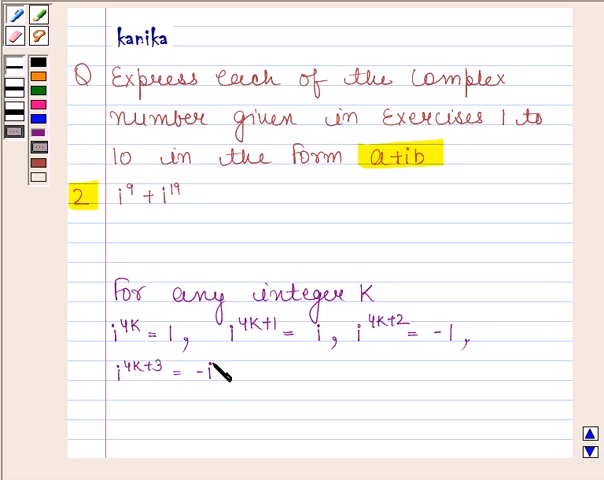 kanika
Q Express each of the Complex
number given in Exercises 1 to
10 in the Form a+ib
2 i⁹ + i¹⁹
For any integer K
i⁴ᴷ = 1, i⁴ᴷ⁺¹ = i, i⁴ᴷ⁺² = -1,
i⁴ᴷ⁺³ = -i